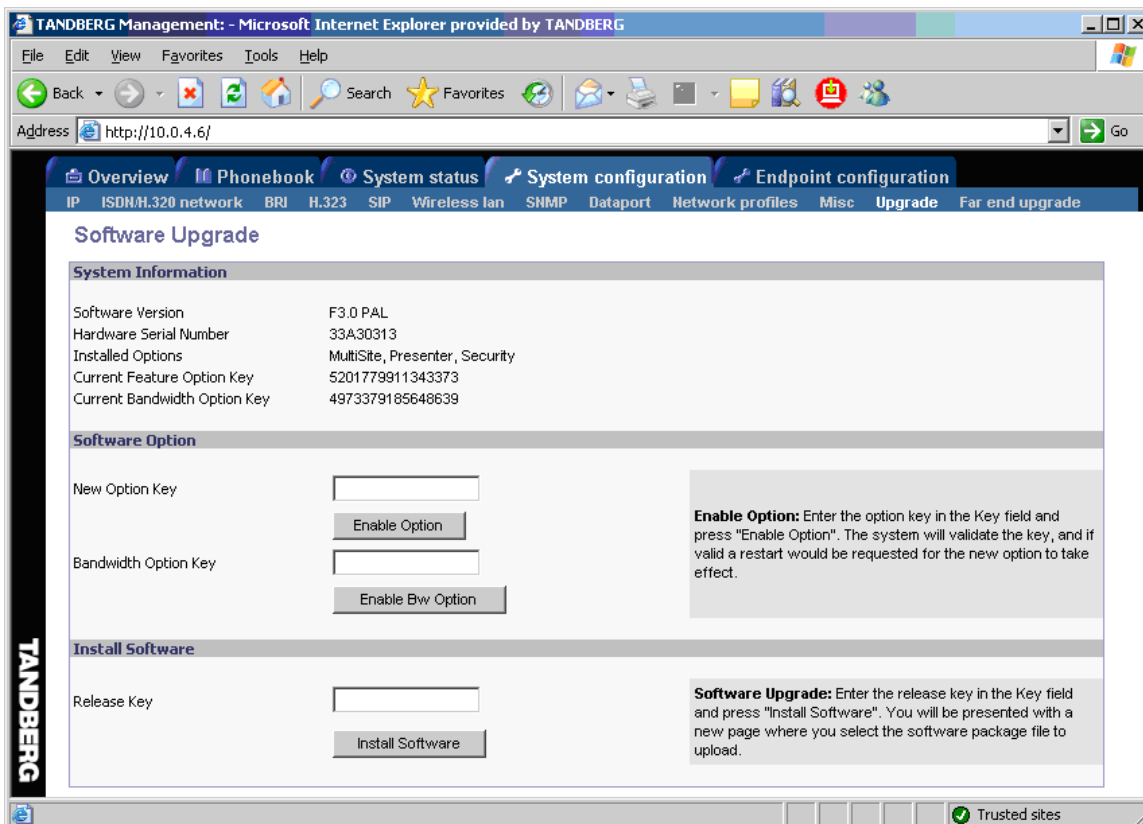 TANDBERG Management: - Microsoft Internet Explorer provided by TANDBERG
File Edit View Favorites Tools Help
Back Search Favorites
Address http://10.0.4.6/ Go
Overview Phonebook System status System configuration Endpoint configuration
IP ISDN/H.320 network BRI H.323 SIP Wireless lan SNMP Dataport Network profiles Misc Upgrade Far end upgrade
Software Upgrade
System Information
Software Version F3.0 PAL
Hardware Serial Number 33A30313
Installed Options MultiSite, Presenter, Security
Current Feature Option Key 5201779911343373
Current Bandwidth Option Key 4973379185648639
Software Option
New Option Key
Enable Option
Bandwidth Option Key
Enable Bw Option
Enable Option: Enter the option key in the Key field and
press "Enable Option". The system will validate the key, and if
valid a restart would be requested for the new option to take
effect.
Install Software
Release Key
Install Software
Software Upgrade: Enter the release key in the Key field
and press "Install Software". You will be presented with a
new page where you select the software package file to
upload.
TANDBERG
Trusted sites